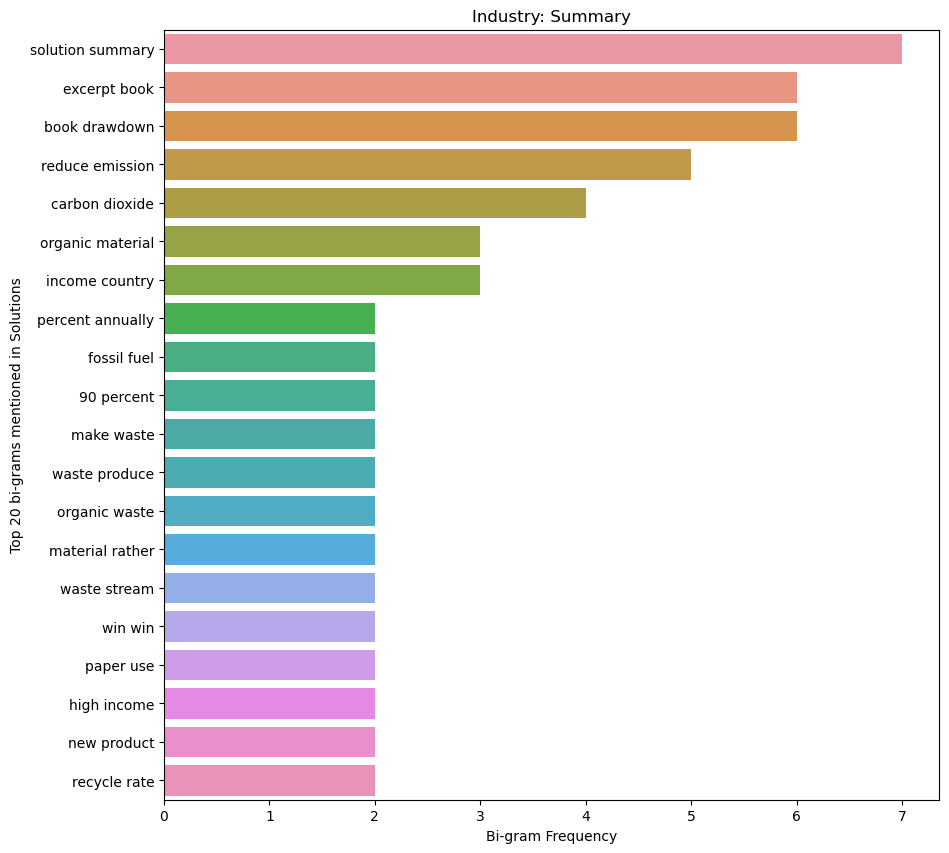 Industry: Summary
Top 20 bi-grams mentioned in Solutions
solution summary
excerpt book
book drawdown
reduce emission
carbon dioxide
organic material
income country
percent annually
fossil fuel
90 percent
make waste
waste produce
organic waste
material rather
waste stream
win win
paper use
high income
new product
recycle rate
0 1 2 3 4 5 6 7
Bi-gram Frequency